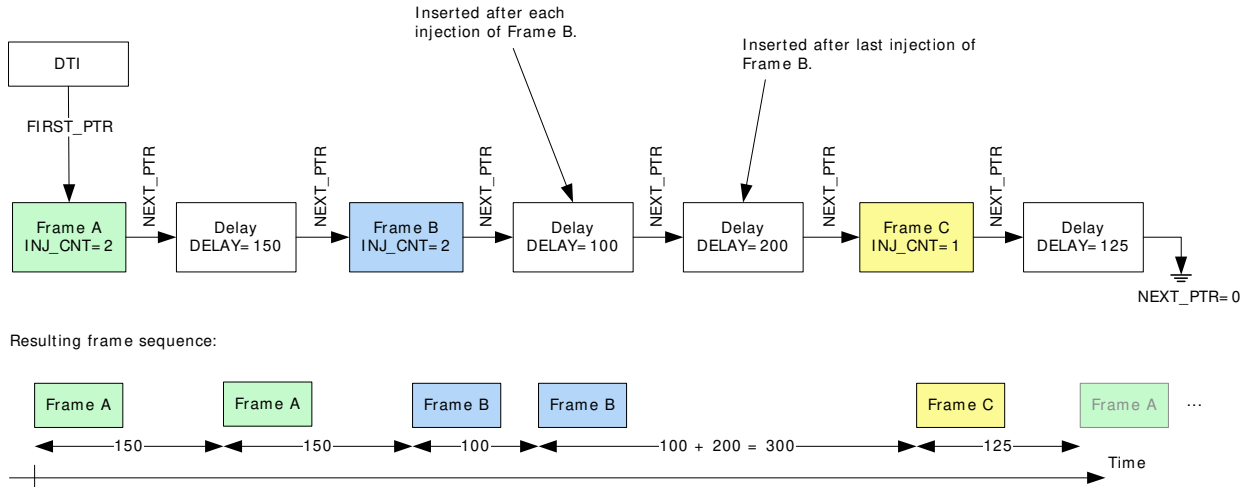 Inserted after each
injection of Frame B.
Inserted after last injection of
Frame B.
DTI
FIRST_PTR
NEXT_PTR
NEXT_PTR
NEXT_PTR
NEXT_PTR
NEXT_PTR
NEXT_PTR
Frame A
INJ_CNT=2
Delay
DELAY=150
Frame B
INJ_CNT=2
Delay
DELAY=100
Delay
DELAY=200
Frame C
INJ_CNT=1
Delay
DELAY=125
NEXT_PTR=0
Resulting frame sequence:
Frame A
Frame A
Frame B
Frame B
Frame C
Frame A
...
150
150
100
100 + 200 = 300
125
Time